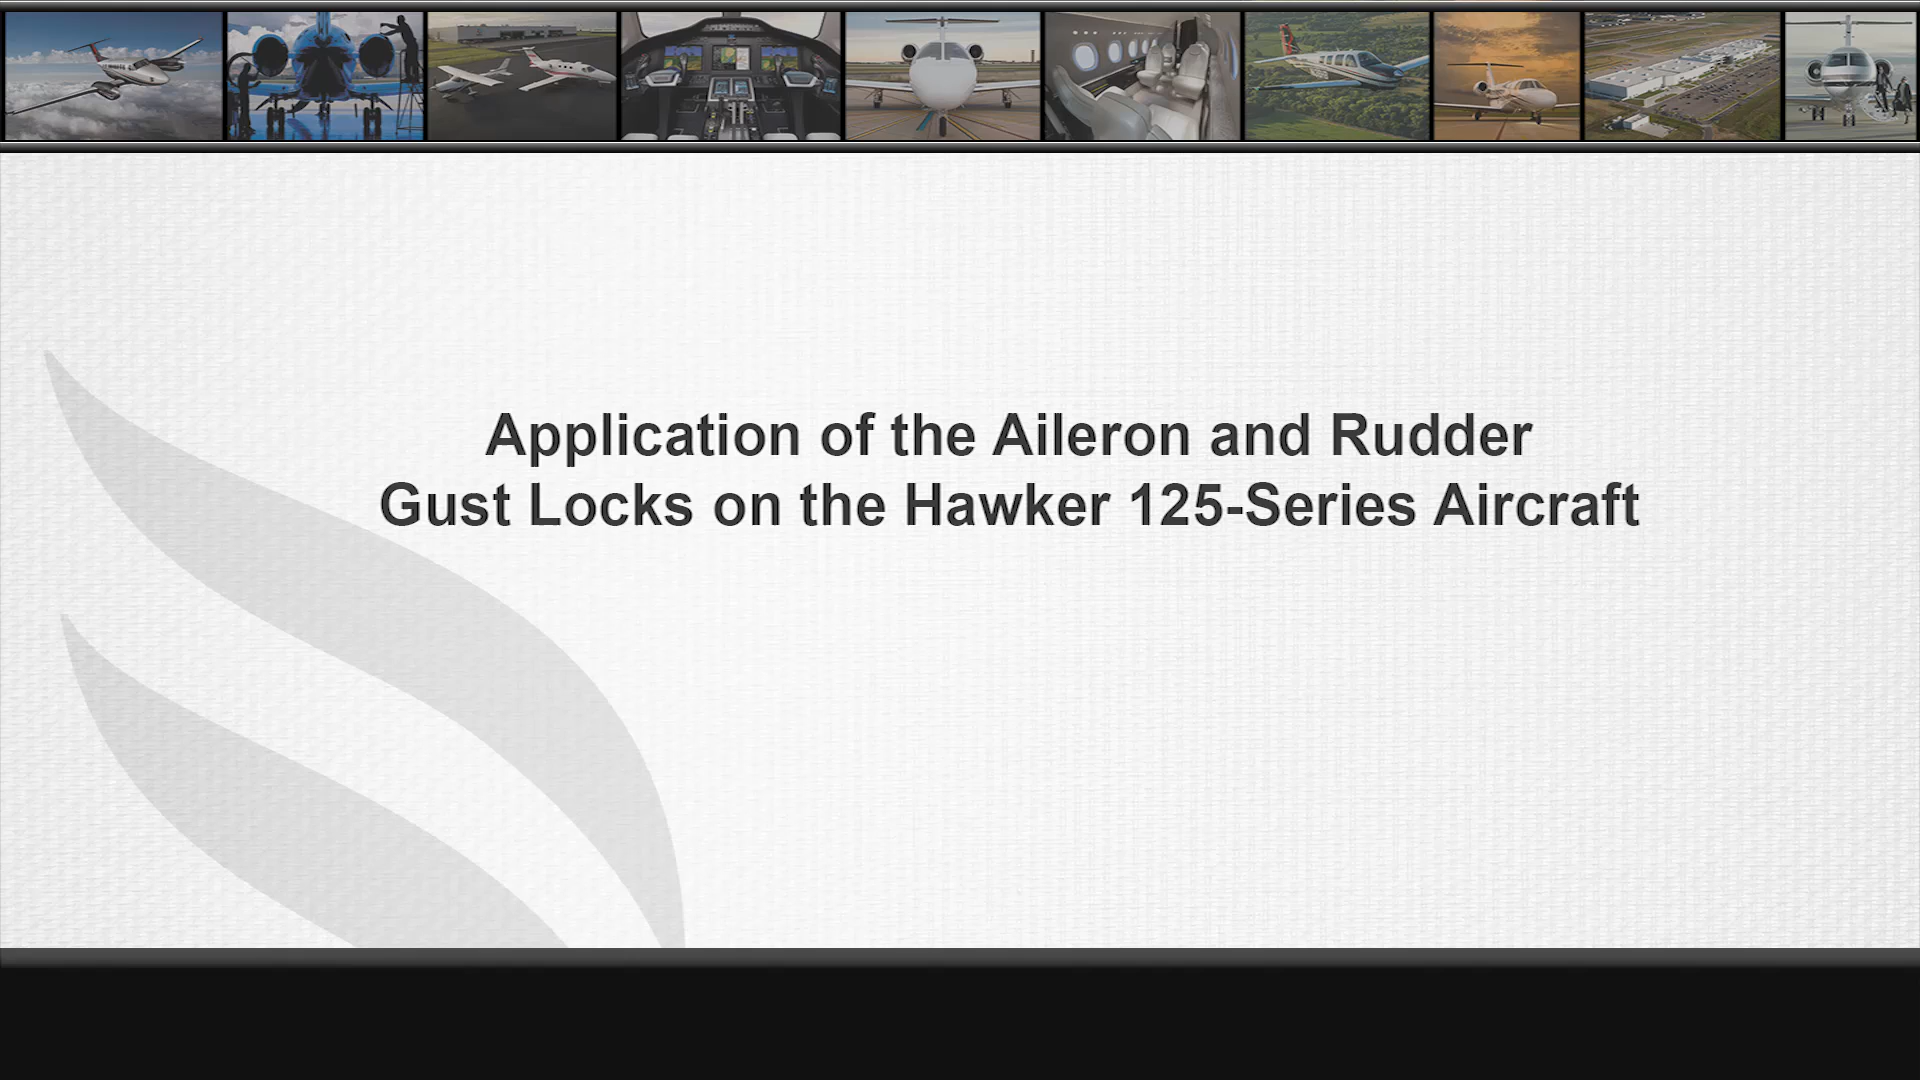 Application of the Aileron and Rudder
Gust Locks on the Hawker 125-Series Aircraft